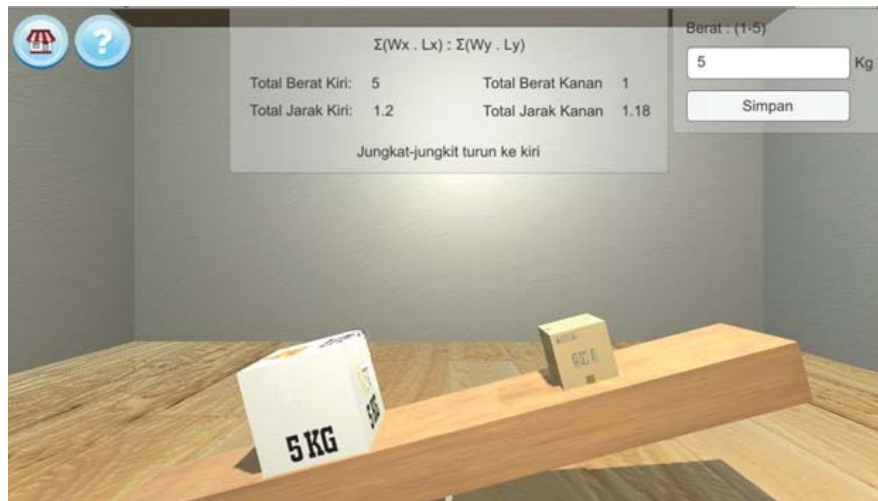 ?
Σ(Wx . Lx) : Σ(Wy . Ly)
Total Berat Kiri: 5 Total Berat Kanan 1
Total Jarak Kiri: 1.2 Total Jarak Kanan 1.18
Jungkat-jungkit turun ke kiri
Berat : (1-5)
5 Kg
Simpan
5 KG